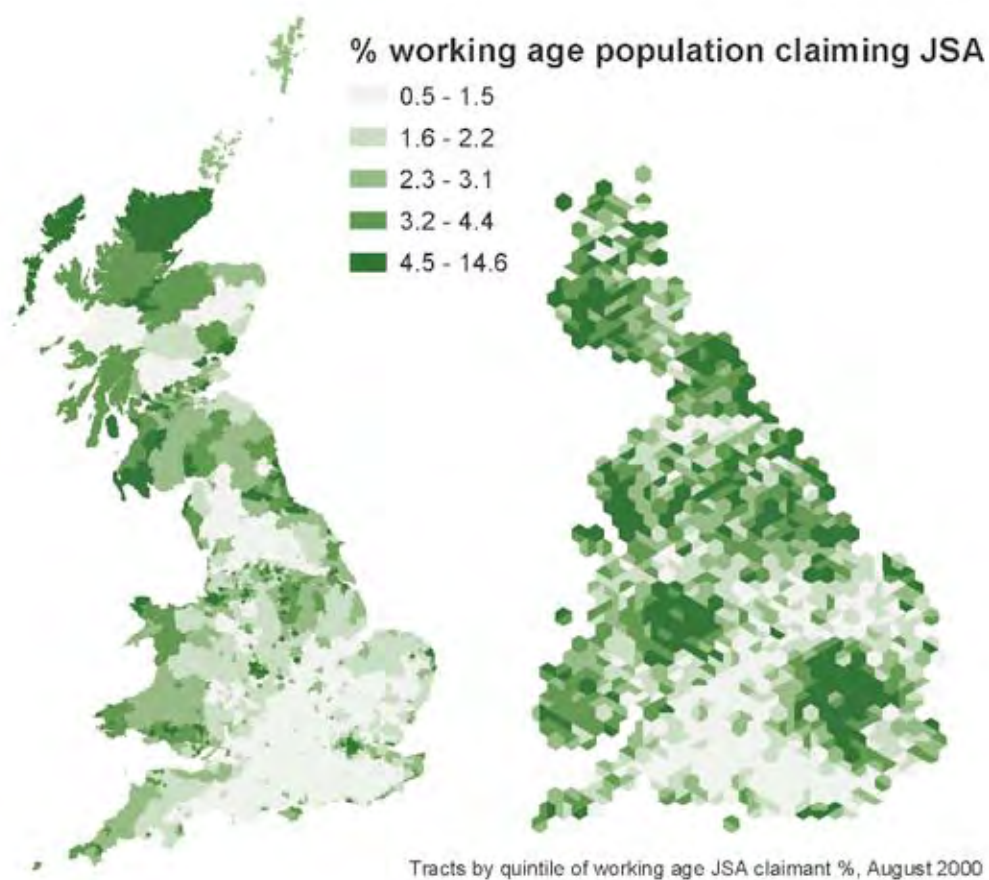 % working age population claiming JSA
0.5 - 1.5
1.6 - 2.2
2.3 - 3.1
3.2 - 4.4
4.5 - 14.6
Tracts by quintile of working age JSA claimant %, August 2000